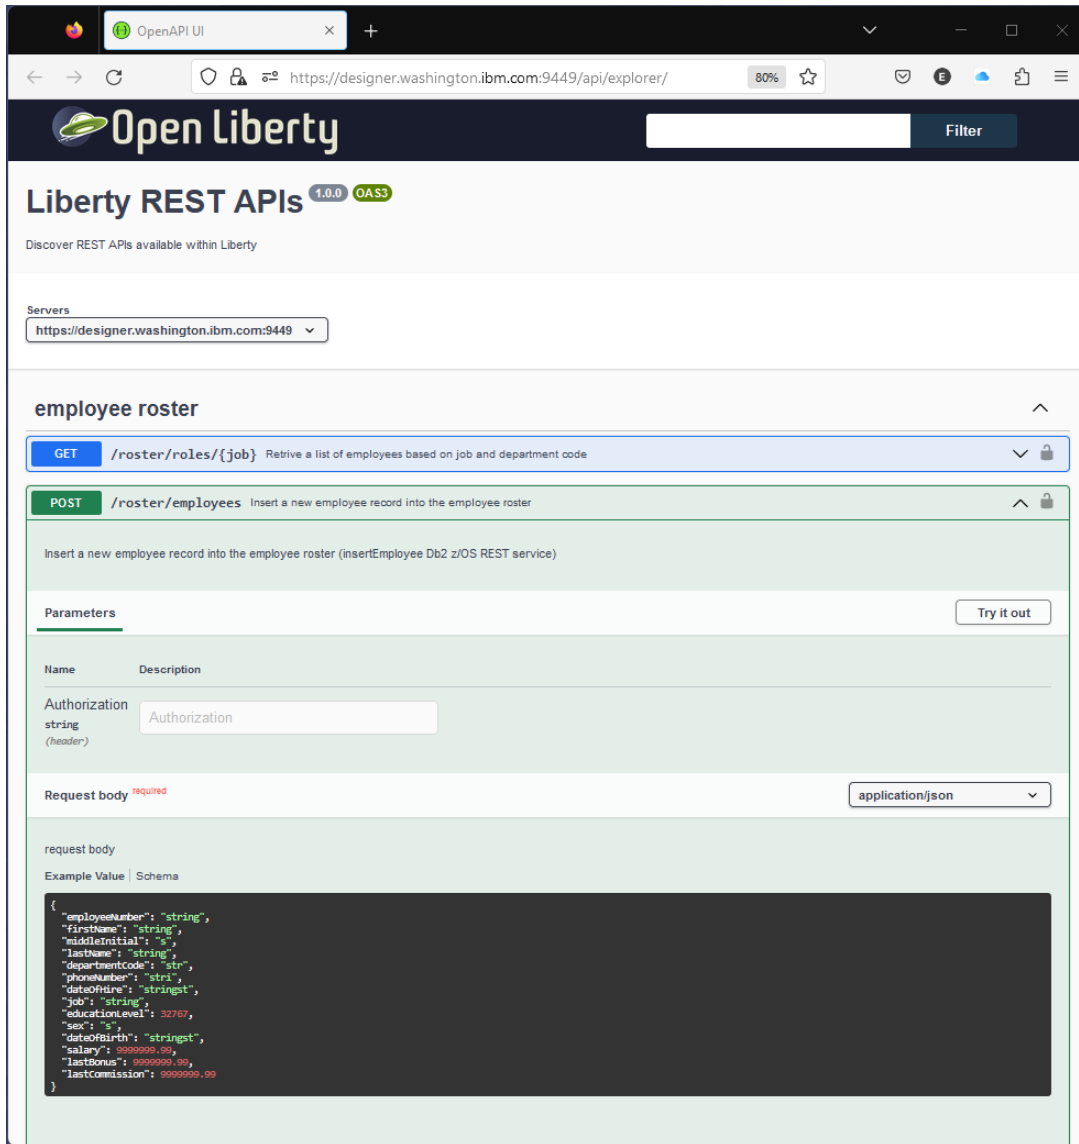 OpenAPI UI
https://designer.washington.ibm.com:9449/api/explorer/
80%
E
Open Liberty
Filter
Liberty REST APIs 1.0.0 OAS3
Discover REST APIs available within Liberty
Servers
https://designer.washington.ibm.com:9449
employee roster
GET /roster/roles/{job} Retrive a list of employees based on job and department code
POST /roster/employees Insert a new employee record into the employee roster
Insert a new employee record into the employee roster (insertEmployee Db2 z/OS REST service)
Parameters
Try it out
Name Description
Authorization
string
(header)
Authorization
Request body required
application/json
request body
Example Value Schema
{
"employeeNumber": "string",
"firstName": "string",
"middleInitial": "s",
"lastName": "string",
"departmentCode": "str",
"phoneNumber": "stri",
"dateOfHire": "stringst",
"job": "string",
"educationLevel": 32767,
"sex": "s",
"dateOfBirth": "stringst",
"salary": 9999999.99,
"lastBonus": 9999999.99,
"lastCommission": 9999999.99
}